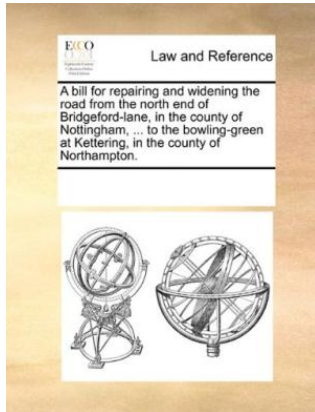 ECCO
Law and Reference
A bill for repairing and widening the
road from the north end of
Bridgeford-lane, in the county of
Nottingham, ... to the bowling-green
at Kettering, in the county of
Northampton.